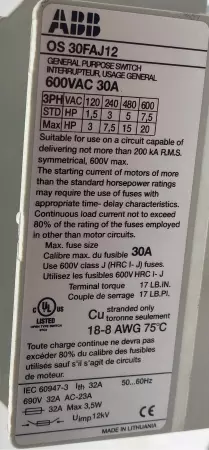 ABB
OS 30FAJ12
GENERAL PURPOSE SWITCH
INTERRUPTEUR, USAGE GENERAL
600VAC 30A
3PH VAC 120 240 480 600
STD HP 1,5 3 5 7,5
Max HP 3 7,5 15 20
Suitable for use on a circuit capable of
delivering not more than 200 kA R.M.S.
symmetrical, 600V max.
The starting current of motors of more
than the standard horsepower ratings
may require the use of fuses with
appropriate time- delay characteristics.
Continuous load current not to exceed
80% of the rating of the fuses employed
in other than motor circuits.
Max. fuse size
Calibre max. du fusible 30A
Use 600V class J (HRC I- J) fuses.
Utilisez les fusibles 600V HRC I- J
Terminal torque 17 LB.IN.
Couple de serrage 17 LB.PI.
C UL US
LISTED
Cu stranded only
toronne seulement
18-8 AWG 75°C
Toute charge continue ne devra pas
excéder 80% du calibre des fusibles
utilisés sauf s'il s'agit de circuits
de moteur.
IEC 60947-3 Ith 32A 50...60Hz
690V 32A AC-23A
32A Max 3,5W
Uimp 12kV
MADE IN LITHUANIA